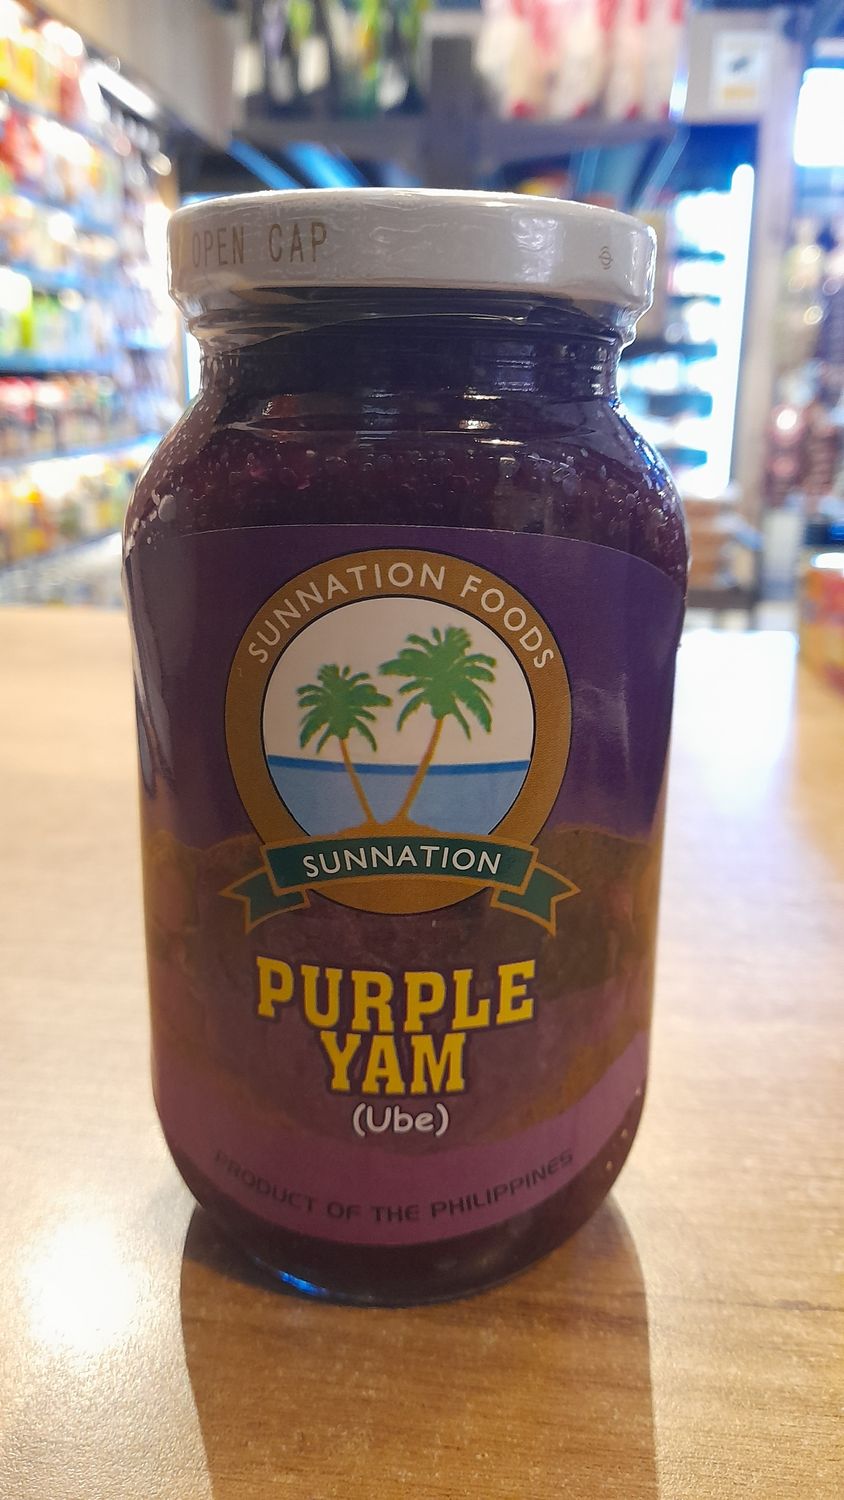 OPEN CAP
SUNNATION FOODS
SUNNATION
PURPLE
YAM
(Ube)
PRODUCT OF THE PHILIPPINES